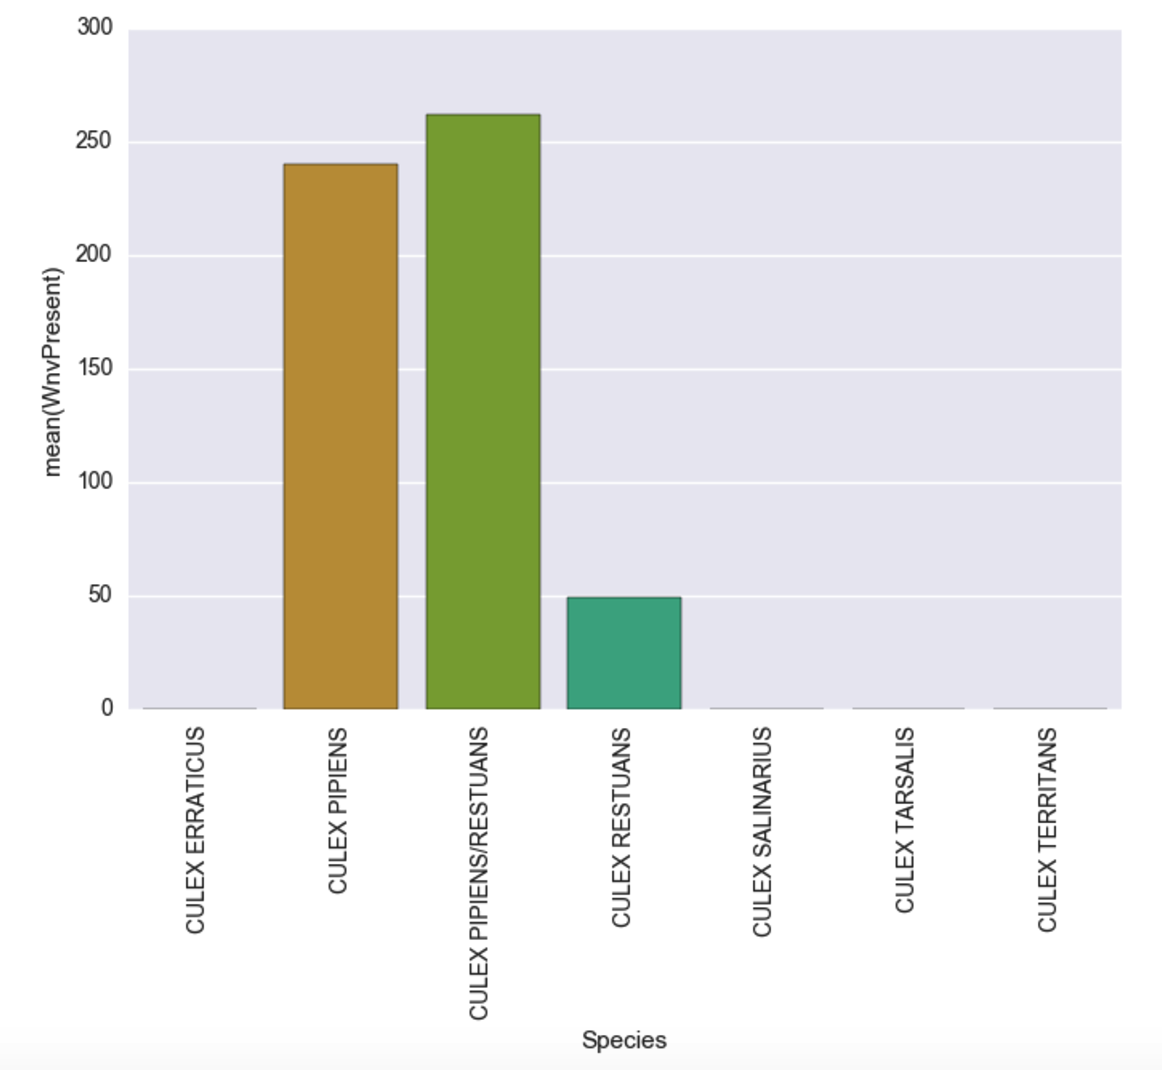 300
250
200
150
100
50
0
mean(WnvPresent)
CULEX ERRATICUS
CULEX PIPIENS
CULEX PIPIENS/RESTUANS
CULEX RESTUANS
CULEX SALINARIUS
CULEX TARSALIS
CULEX TERRITANS
Species